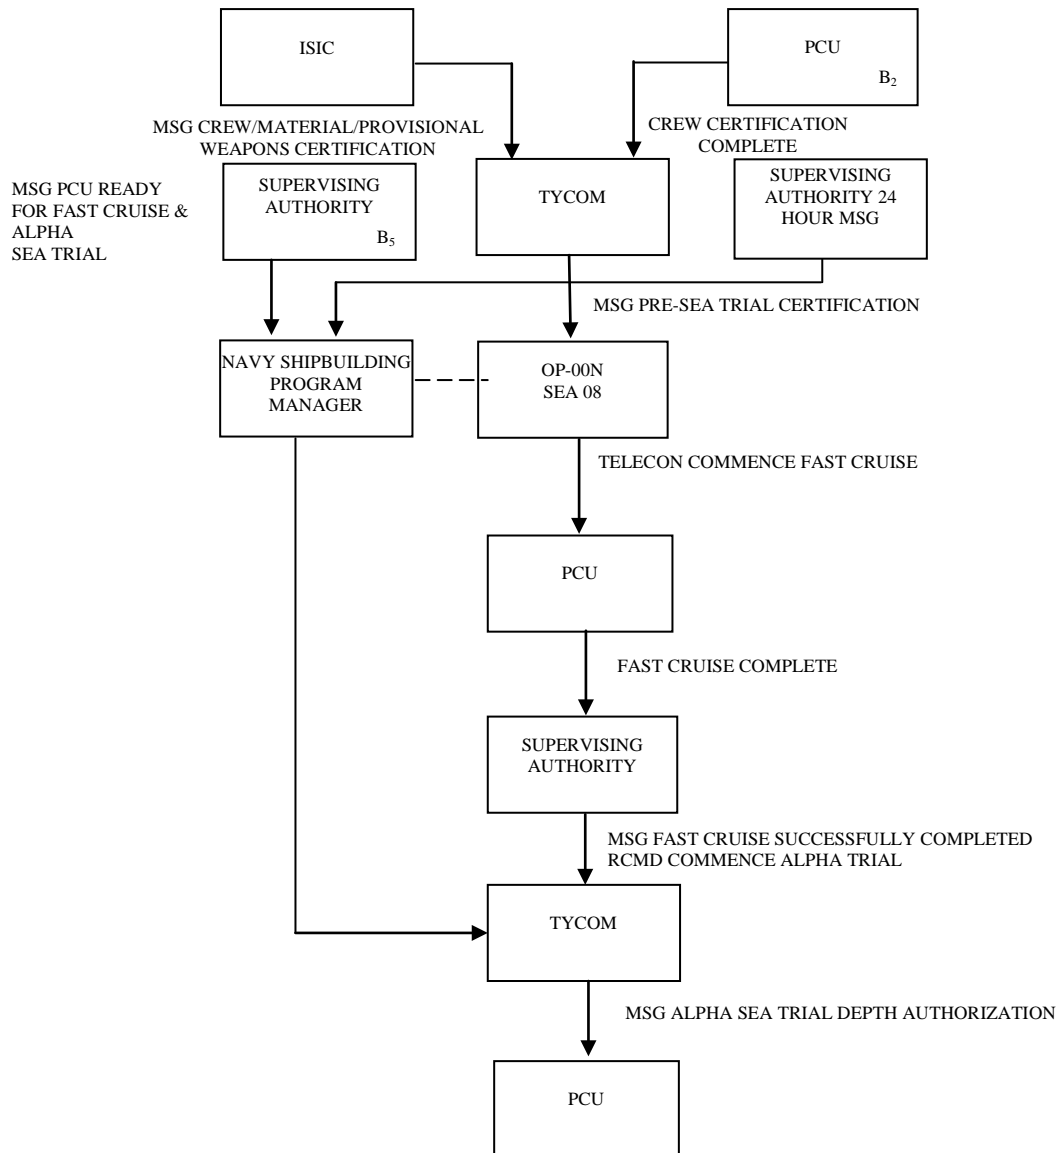 ISIC
PCU
B₂
MSG CREW/MATERIAL/PROVISIONAL
WEAPONS CERTIFICATION
CREW CERTIFICATION
COMPLETE
MSG PCU READY
FOR FAST CRUISE &
ALPHA
SEA TRIAL
SUPERVISING
AUTHORITY
B₅
TYCOM
SUPERVISING
AUTHORITY 24
HOUR MSG
MSG PRE-SEA TRIAL CERTIFICATION
NAVY SHIPBUILDING
PROGRAM
MANAGER
OP-00N
SEA 08
TELECON COMMENCE FAST CRUISE
PCU
FAST CRUISE COMPLETE
SUPERVISING
AUTHORITY
MSG FAST CRUISE SUCCESSFULLY COMPLETED
RCMD COMMENCE ALPHA TRIAL
TYCOM
MSG ALPHA SEA TRIAL DEPTH AUTHORIZATION
PCU